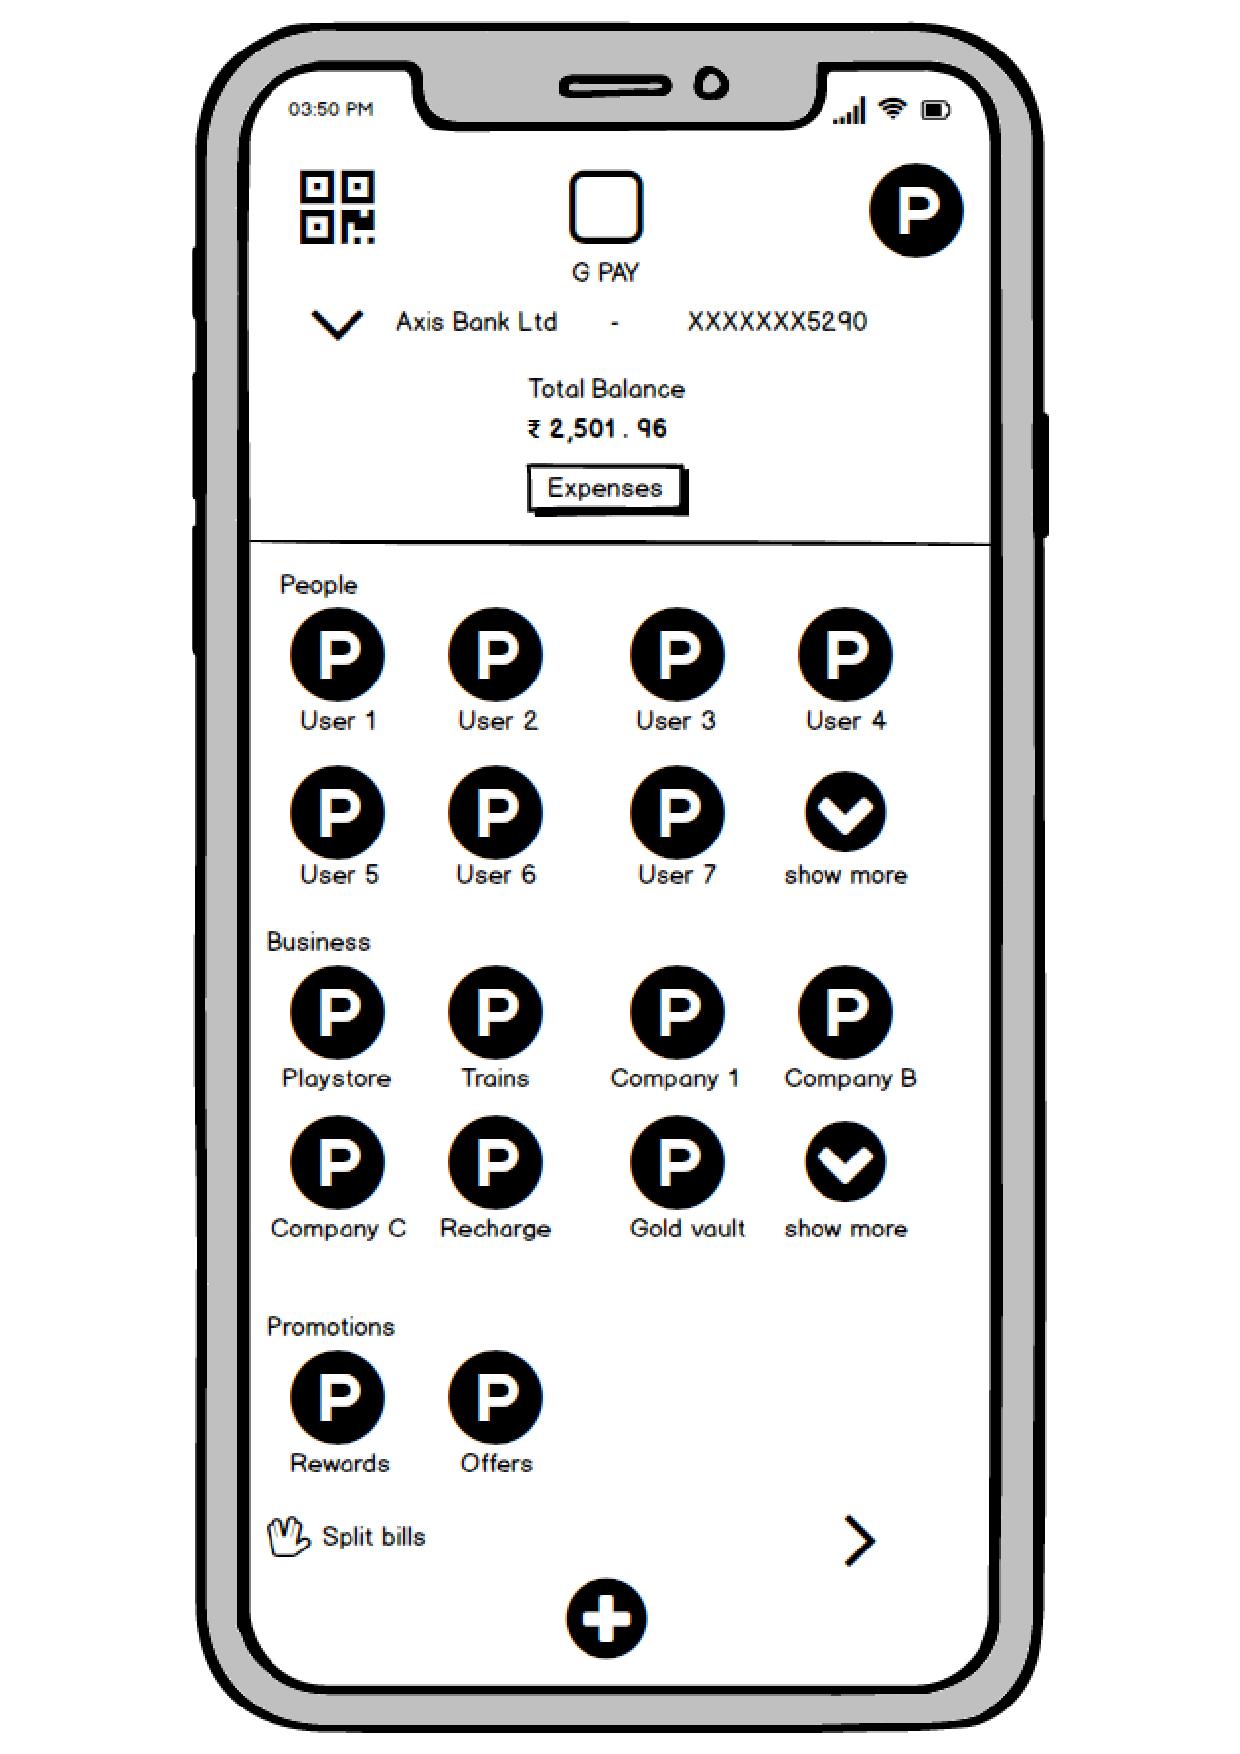 03:50 PM
P
G PAY
Axis Bank Ltd - XXXXXXX5290
Total Balance
₹ 2,501 . 96
Expenses
People
P P P P
User 1 User 2 User 3 User 4
P P P
User 5 User 6 User 7 show more
Business
P P P P
Playstore Trains Company 1 Company B
P P P
Company C Recharge Gold vault show more
Promotions
P P
Rewards Offers
Split bills